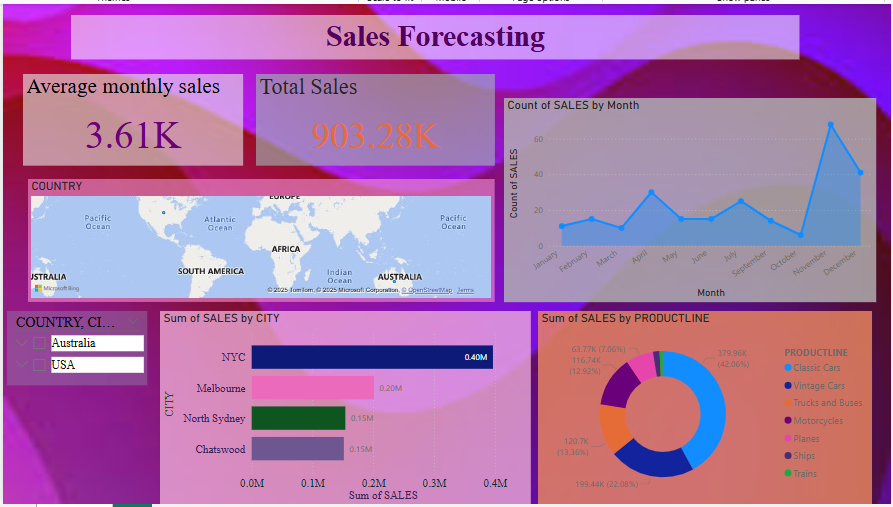 Sales Forecasting
Average monthly sales
3.61K
Total Sales
903.28K
Count of SALES by Month
Count of SALES
60
40
20
0
January
February
March
April
May
June
July
September
October
November
December
Month
COUNTRY
EUROPE
Pacific
Ocean
Atlantic
Ocean
Pacific
Ocean
AFRICA
SOUTH AMERICA
Indian
Ocean
USTRALIA
AUSTRALIA
Microsoft Bing
© 2025 TomTom, © 2025 Microsoft Corporation, © OpenStreetMap Terms
COUNTRY, CI...
Australia
USA
Sum of SALES by CITY
CITY
NYC
0.40M
Melbourne
0.20M
North Sydney
0.15M
Chatswood
0.15M
0.0M 0.1M 0.2M 0.3M 0.4M
Sum of SALES
Sum of SALES by PRODUCTLINE
63.77K (7.06%)
116.74K
(12.92%)
379.96K
(42.06%)
120.7K
(13.36%)
199.44K (22.08%)
PRODUCTLINE
Classic Cars
Vintage Cars
Trucks and Buses
Motorcycles
Planes
Ships
Trains